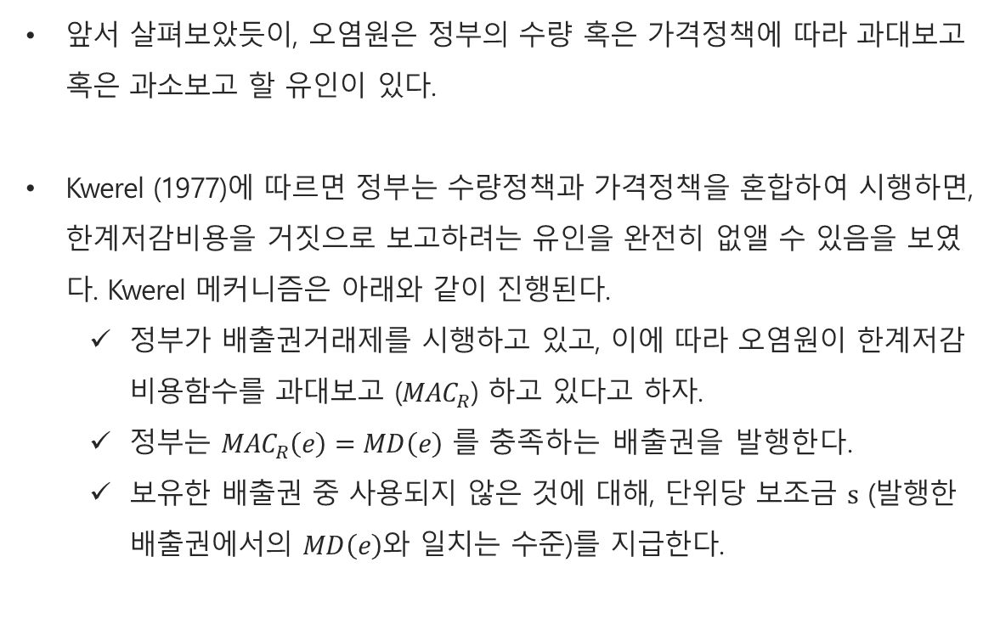 • 앞서 살펴보았듯이, 오염원은 정부의 수량 혹은 가격정책에 따라 과대보고
혹은 과소보고 할 유인이 있다.
• Kwerel (1977)에 따르면 정부는 수량정책과 가격정책을 혼합하여 시행하면,
한계저감비용을 거짓으로 보고하려는 유인을 완전히 없앨 수 있음을 보였
다. Kwerel 메커니즘은 아래와 같이 진행된다.
✓ 정부가 배출권거래제를 시행하고 있고, 이에 따라 오염원이 한계저감
비용함수를 과대보고 (MAC_R) 하고 있다고 하자.
✓ 정부는 MAC_R(e) = MD(e) 를 충족하는 배출권을 발행한다.
✓ 보유한 배출권 중 사용되지 않은 것에 대해, 단위당 보조금 s (발행한
배출권에서의 MD(e)와 일치는 수준)를 지급한다.